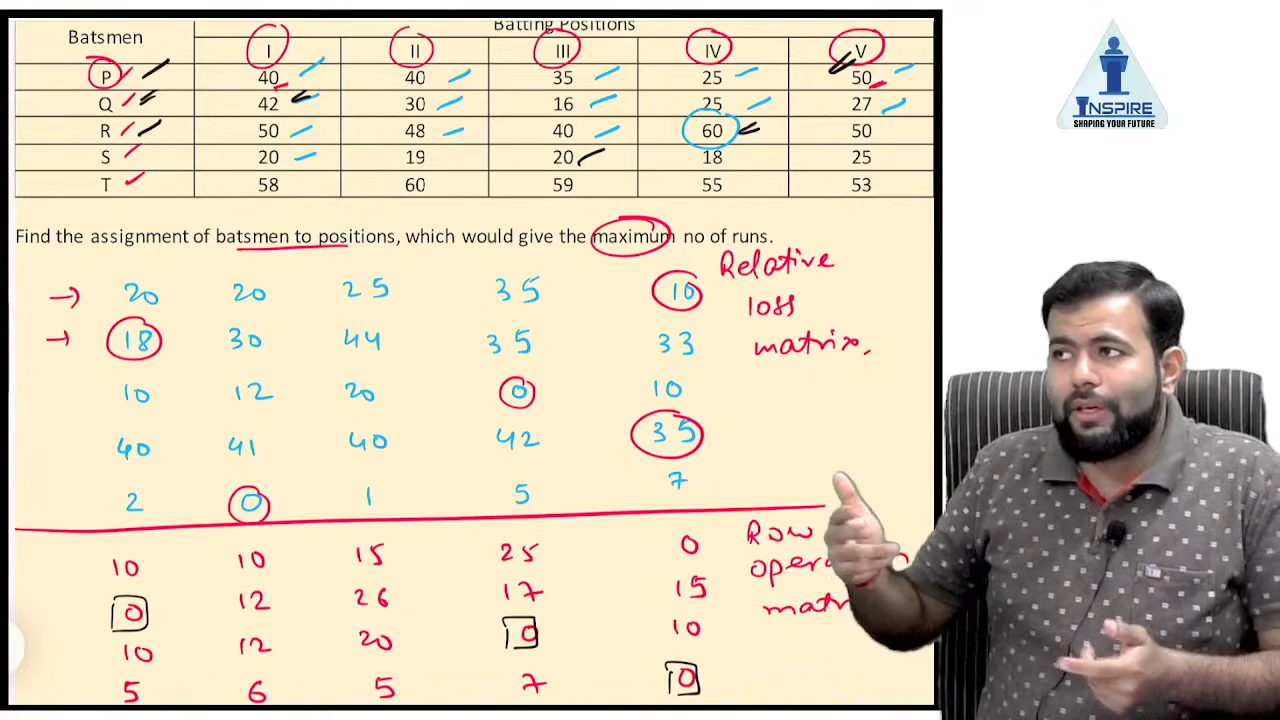 Batting Positions
Batsmen I II III IV V
P 40 40 35 25 50
Q 42 30 16 25 27
R 50 48 40 60 50
S 20 19 20 18 25
T 58 60 59 55 53
Find the assignment of batsmen to positions, which would give the maximum no of runs.
20 20 25 35 10
18 30 44 35 33
10 12 20 0 10
40 41 40 42 35
2 0 1 5 7
Relative
loss
matrix.
10 10 15 25 0
0 12 26 17 15
10 12 20 0 10
5 6 5 7 0
Row
INSPIRE
SHAPING YOUR FUTURE